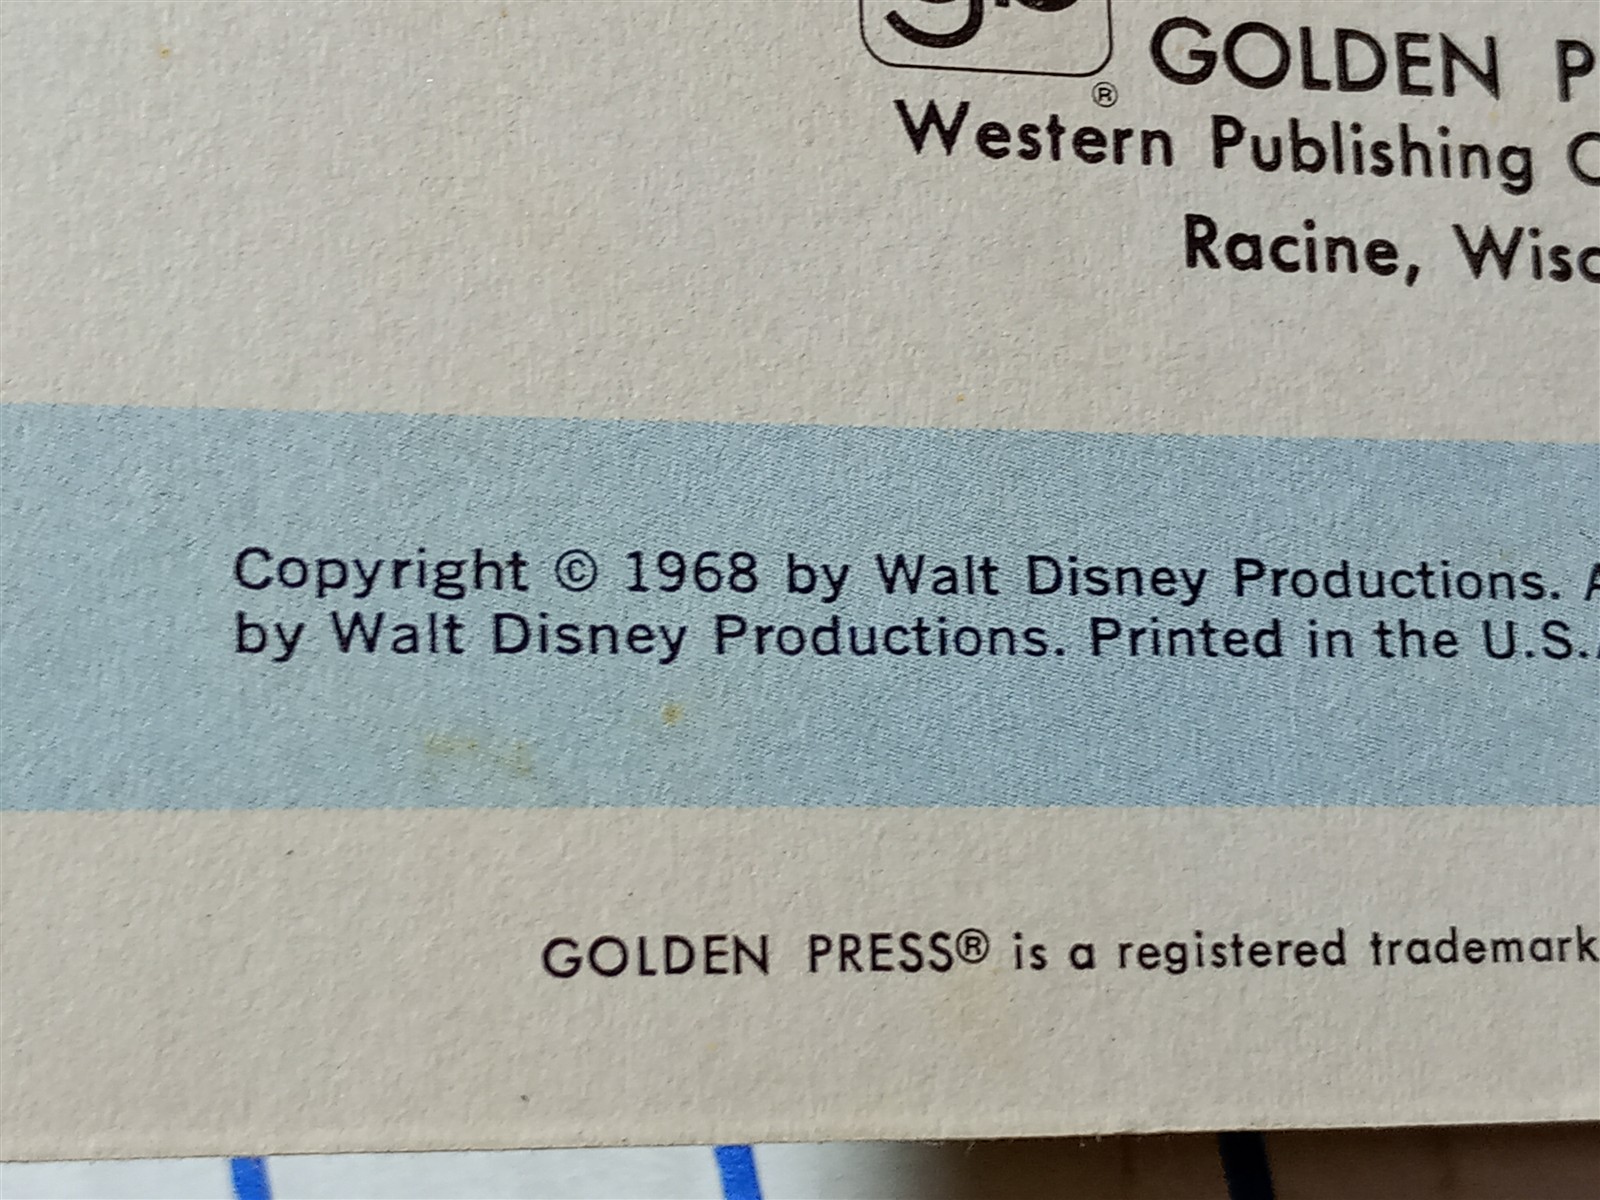 GOLDEN P
®
Western Publishing C
Racine, Wisc
Copyright © 1968 by Walt Disney Productions. A
by Walt Disney Productions. Printed in the U.S.
GOLDEN PRESS® is a registered trademark